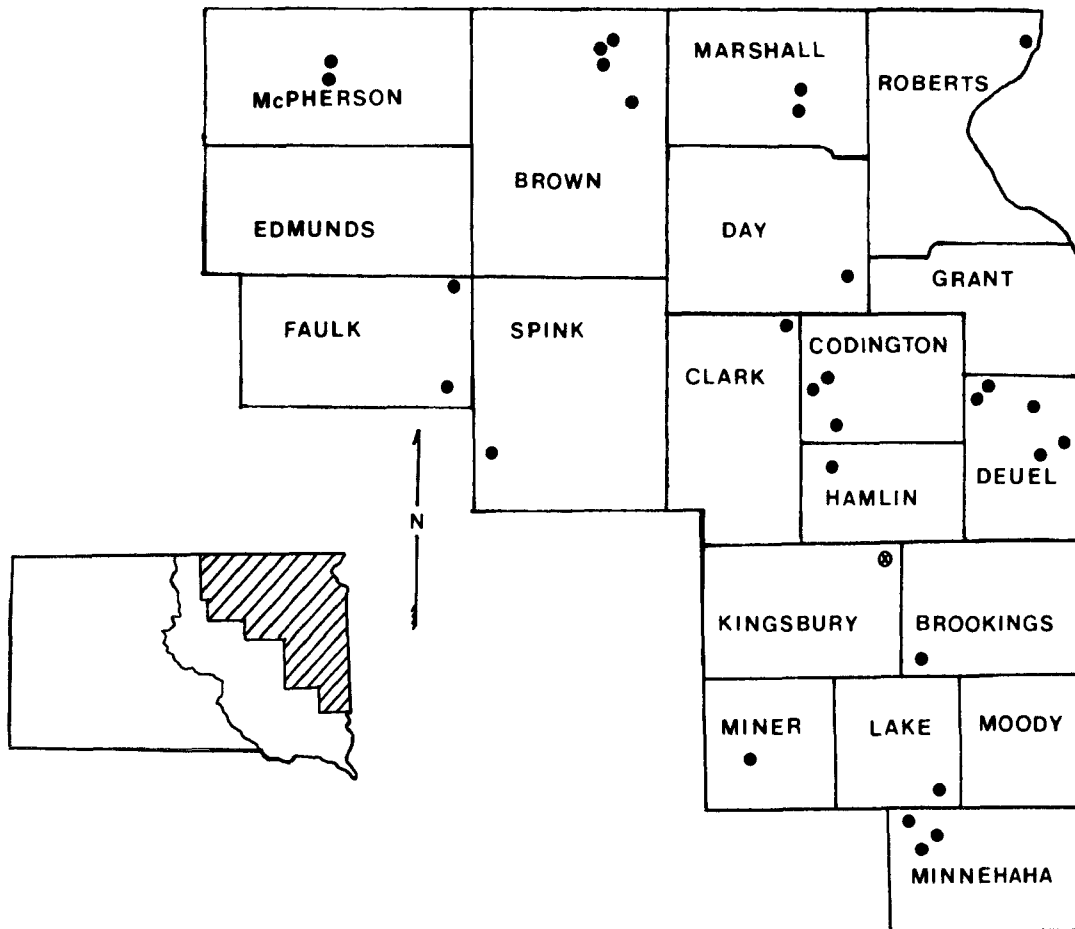 McPHERSON
BROWN
MARSHALL
ROBERTS
EDMUNDS
DAY
GRANT
FAULK
SPINK
CLARK
CODINGTON
HAMLIN
DEUEL
N
KINGSBURY
BROOKINGS
MINER
LAKE
MOODY
MINNEHAHA